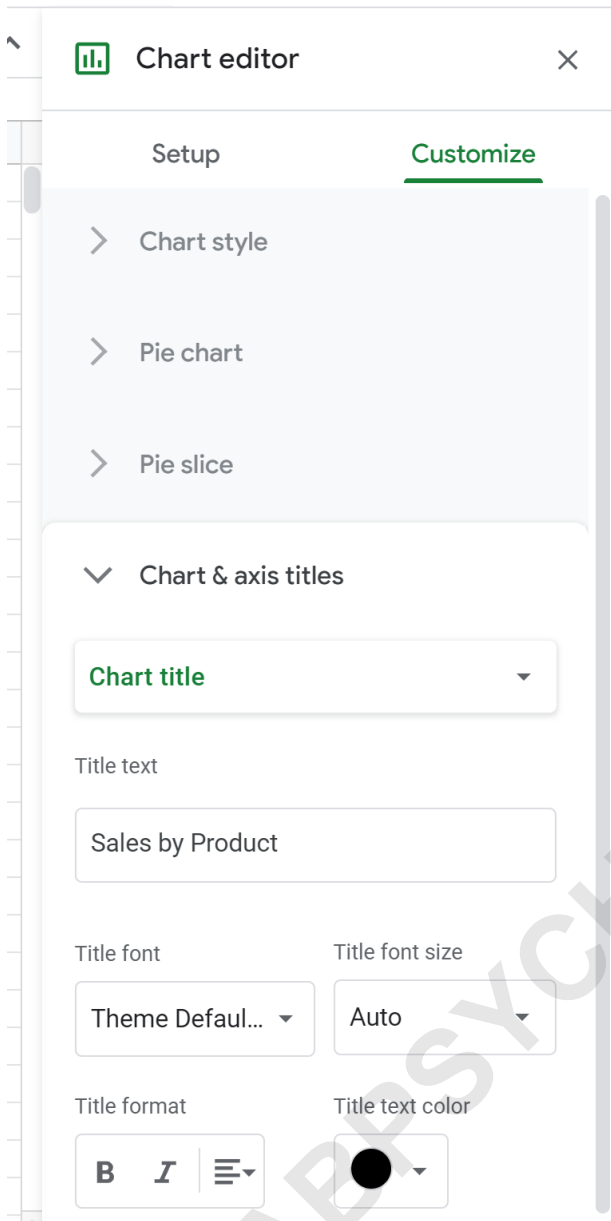 Chart editor
Setup
Customize
Chart style
Pie chart
Pie slice
Chart & axis titles
Chart title
Title text
Sales by Product
Title font
Title font size
Theme Defaul...
Auto
Title format
Title text color
B I